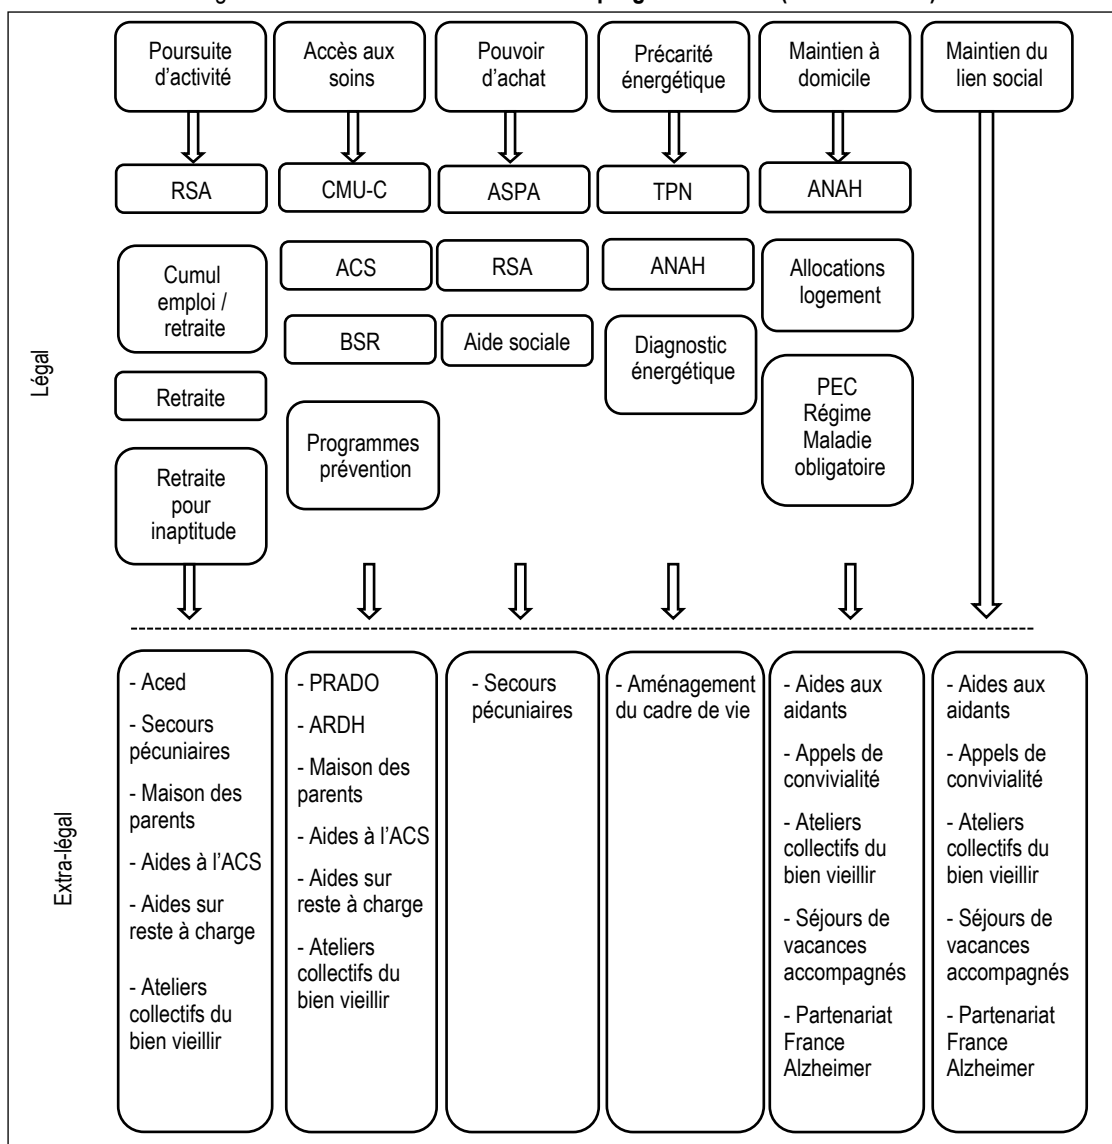 Poursuite
d’activité
Accès aux
soins
Pouvoir
d’achat
Précarité
énergétique
Maintien à
domicile
Maintien du
lien social
Légal
RSA
CMU-C
ASPA
TPN
ANAH
Cumul
emploi /
retraite
ACS
RSA
ANAH
Allocations
logement
BSR
Aide sociale
Diagnostic
énergétique
Retraite
Programmes
prévention
PEC
Régime
Maladie
obligatoire
Retraite
pour
inaptitude
Extra-légal
- Aced
- Secours
pécuniaires
- Maison des
parents
- Aides à l’ACS
- Aides sur
reste à charge
- Ateliers
collectifs du
bien vieillir
- PRADO
- ARDH
- Maison des
parents
- Aides à l’ACS
- Aides sur
reste à charge
- Ateliers
collectifs du
bien vieillir
- Secours
pécuniaires
- Aménagement
du cadre de vie
- Aides aux
aidants
- Appels de
convivialité
- Ateliers
collectifs du
bien vieillir
- Séjours de
vacances
accompagnés
- Partenariat
France
Alzheimer
- Aides aux
aidants
- Appels de
convivialité
- Ateliers
collectifs du
bien vieillir
- Séjours de
vacances
accompagnés
- Partenariat
France
Alzheimer